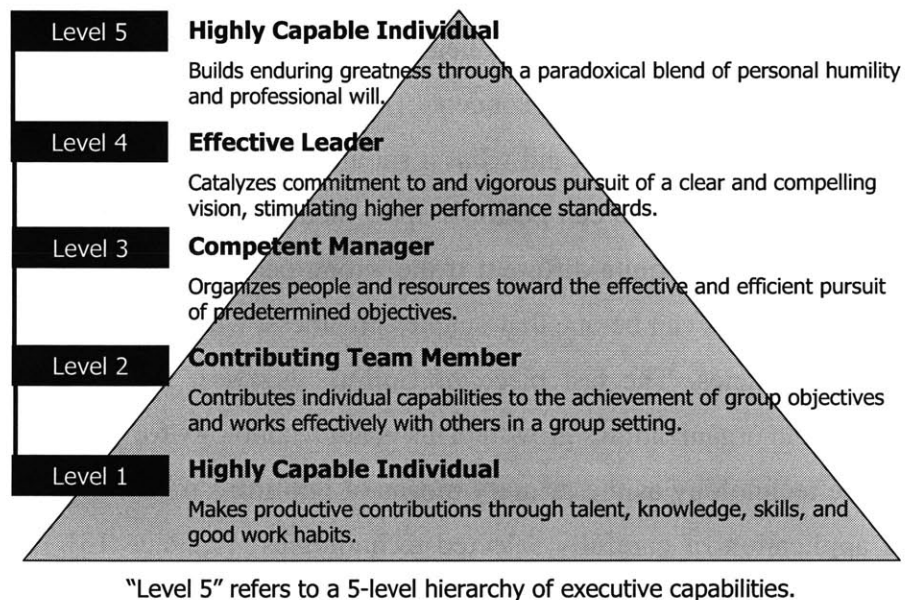 Level 5
Highly Capable Individual
Builds enduring greatness through a paradoxical blend of personal humility
and professional will.
Level 4
Effective Leader
Catalyzes commitment to and vigorous pursuit of a clear and compelling
vision, stimulating higher performance standards.
Level 3
Competent Manager
Organizes people and resources toward the effective and efficient pursuit
of predetermined objectives.
Level 2
Contributing Team Member
Contributes individual capabilities to the achievement of group objectives
and works effectively with others in a group setting.
Level 1
Highly Capable Individual
Makes productive contributions through talent, knowledge, skills, and
good work habits.
"Level 5" refers to a 5-level hierarchy of executive capabilities.